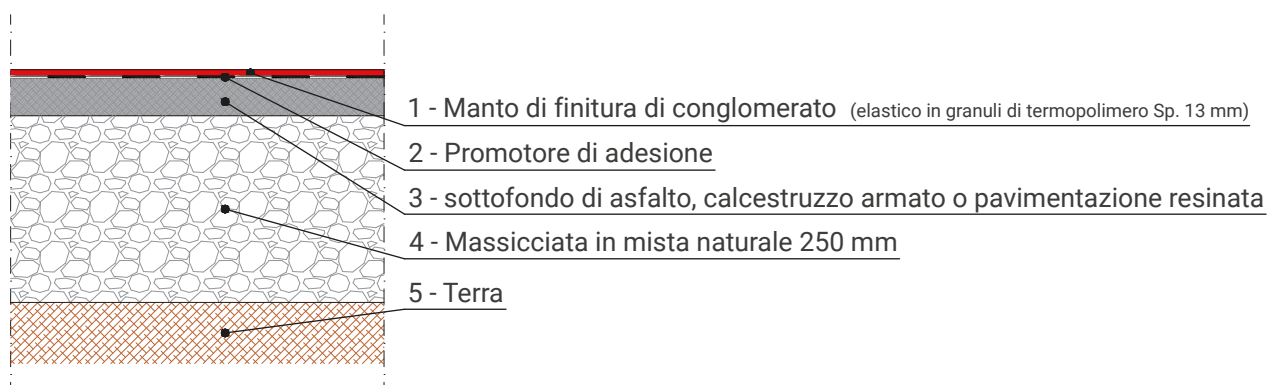 1 - Manto di finitura di conglomerato (elastico in granuli di termopolimero Sp. 13 mm)
2 - Promotore di adesione
3 - sottofondo di asfalto, calcestruzzo armato o pavimentazione resinata
4 - Massicciata in mista naturale 250 mm
5 - Terra